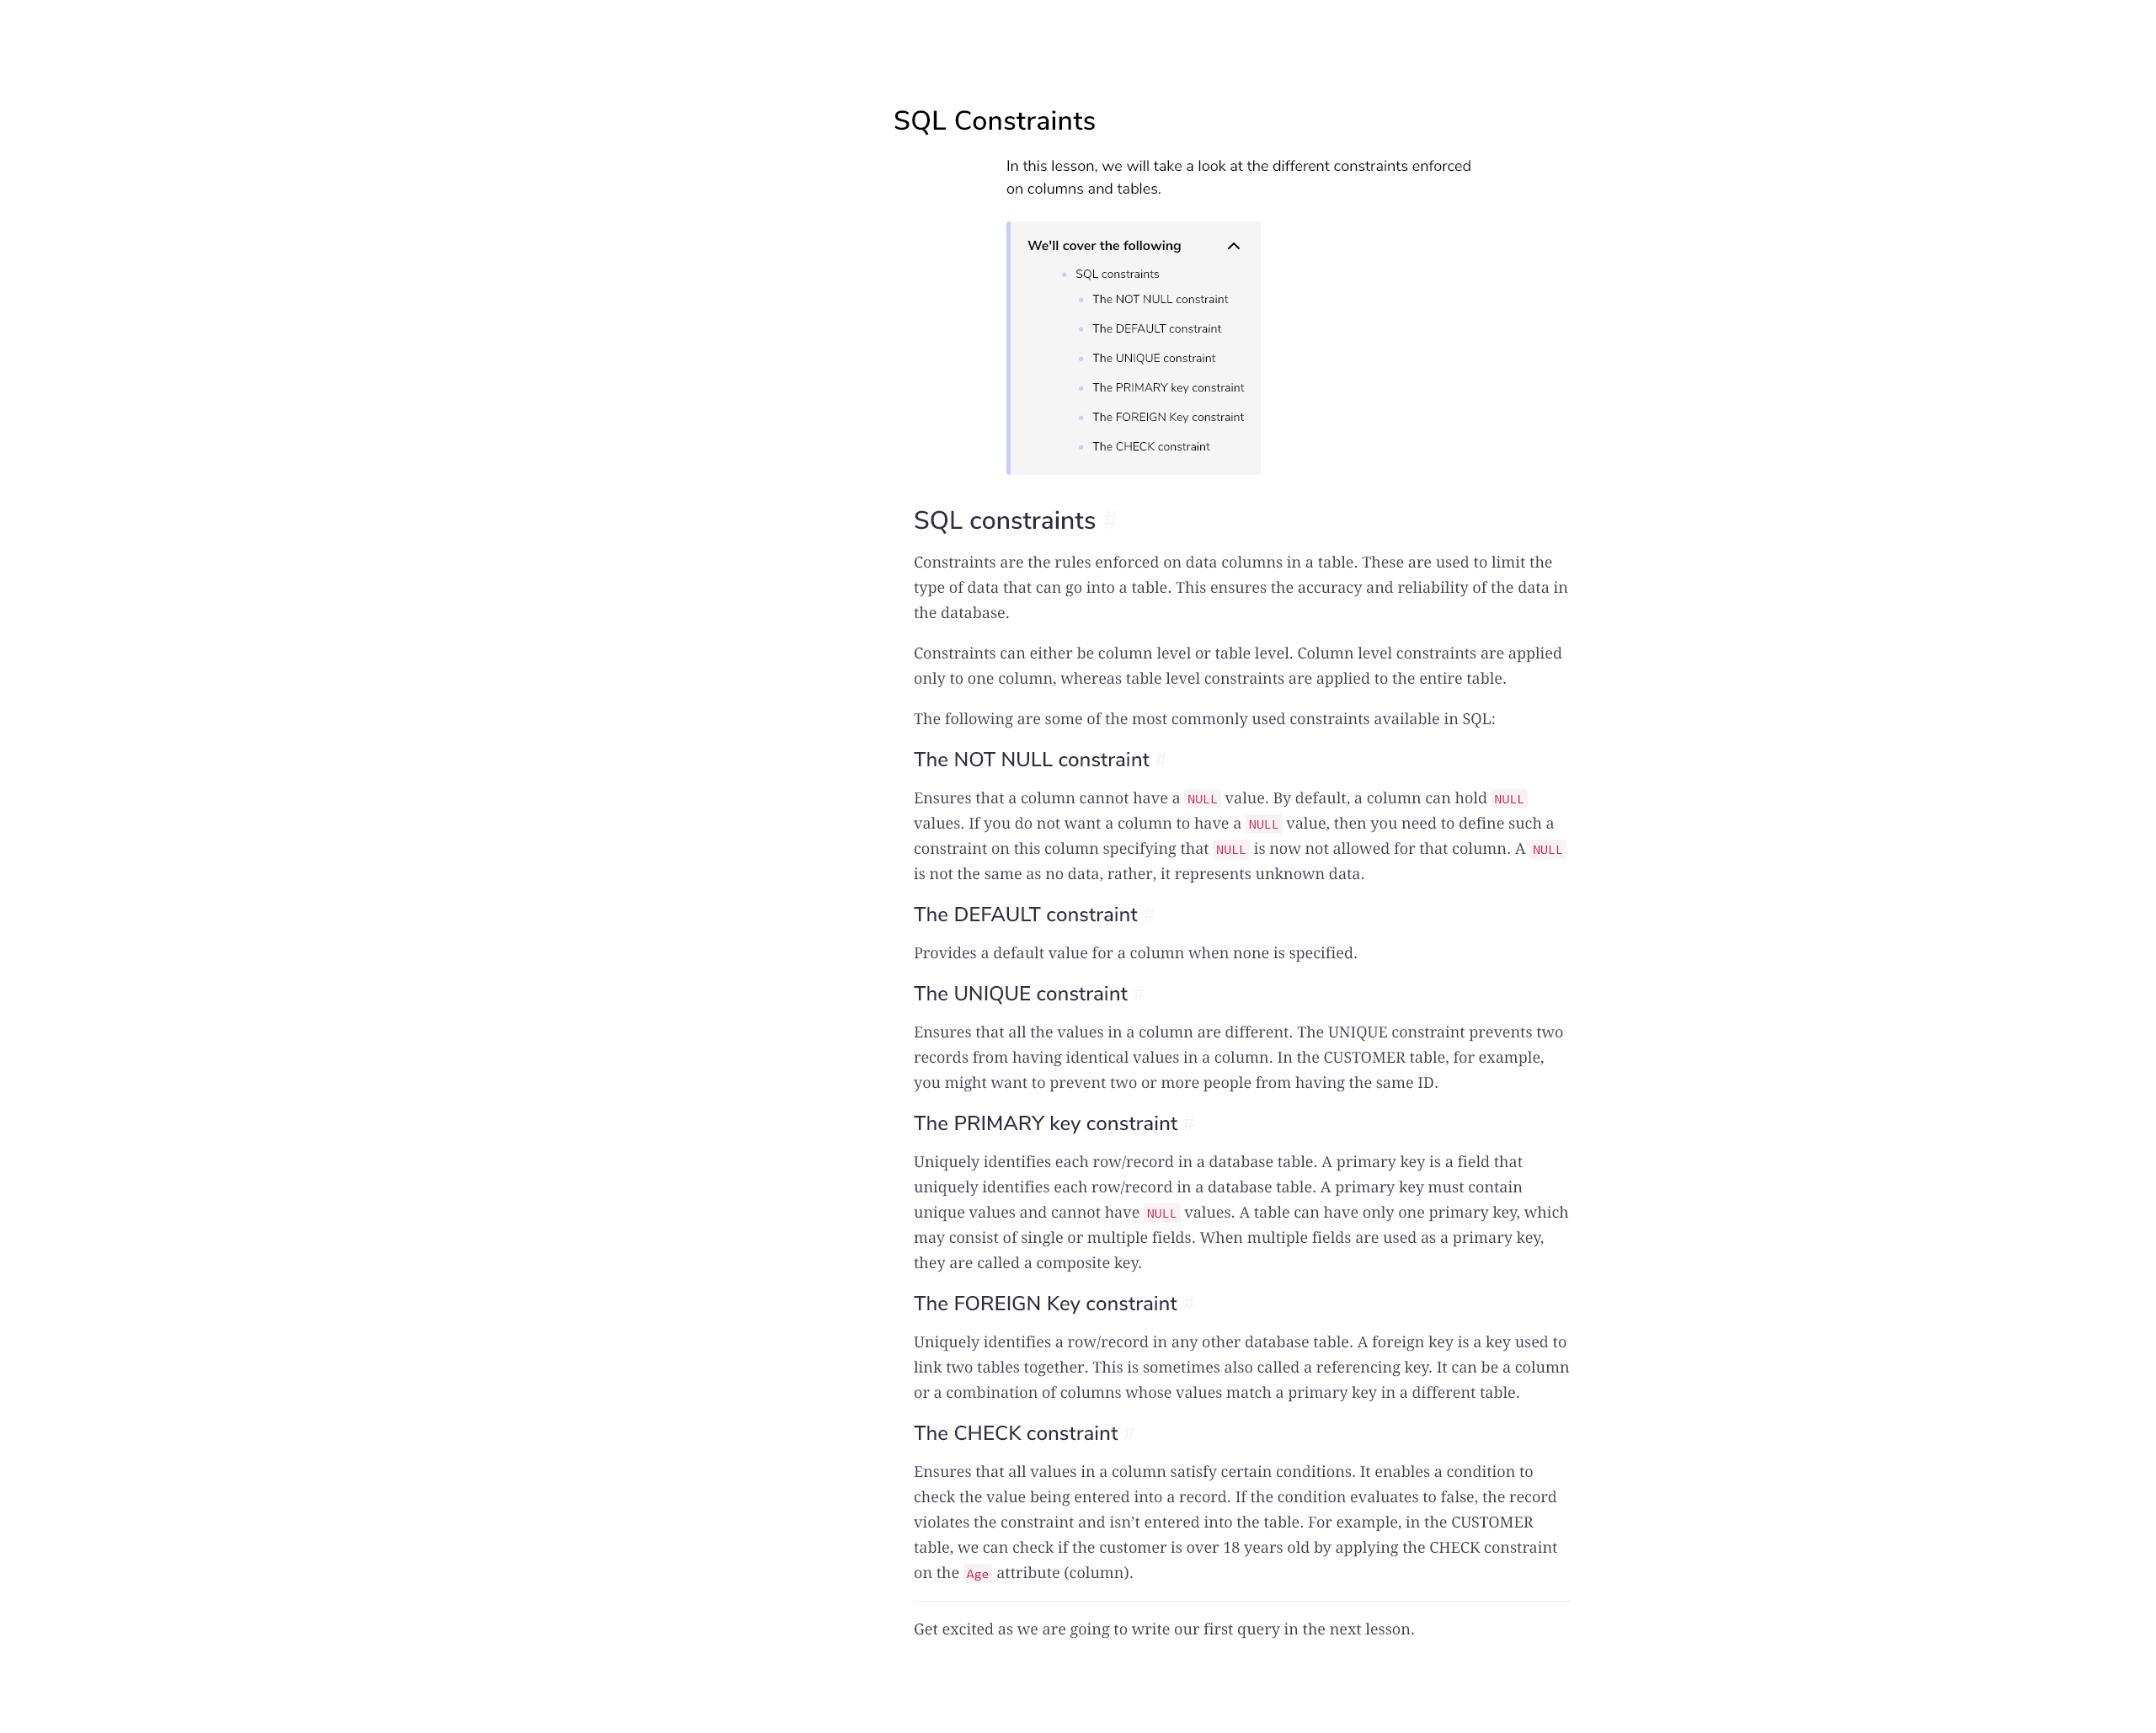 SQL Constraints
In this lesson, we will take a look at the different constraints enforced
on columns and tables.
We'll cover the following
SQL constraints
The NOT NULL constraint
The DEFAULT constraint
The UNIQUE constraint
The PRIMARY key constraint
The FOREIGN Key constraint
The CHECK constraint
SQL constraints #
Constraints are the rules enforced on data columns in a table. These are used to limit the
type of data that can go into a table. This ensures the accuracy and reliability of the data in
the database.
Constraints can either be column level or table level. Column level constraints are applied
only to one column, whereas table level constraints are applied to the entire table.
The following are some of the most commonly used constraints available in SQL:
The NOT NULL constraint #
Ensures that a column cannot have a NULL value. By default, a column can hold NULL
values. If you do not want a column to have a NULL value, then you need to define such a
constraint on this column specifying that NULL is now not allowed for that column. A NULL
is not the same as no data, rather, it represents unknown data.
The DEFAULT constraint #
Provides a default value for a column when none is specified.
The UNIQUE constraint #
Ensures that all the values in a column are different. The UNIQUE constraint prevents two
records from having identical values in a column. In the CUSTOMER table, for example,
you might want to prevent two or more people from having the same ID.
The PRIMARY key constraint #
Uniquely identifies each row/record in a database table. A primary key is a field that
uniquely identifies each row/record in a database table. A primary key must contain
unique values and cannot have NULL values. A table can have only one primary key, which
may consist of single or multiple fields. When multiple fields are used as a primary key,
they are called a composite key.
The FOREIGN Key constraint #
Uniquely identifies a row/record in any other database table. A foreign key is a key used to
link two tables together. This is sometimes also called a referencing key. It can be a column
or a combination of columns whose values match a primary key in a different table.
The CHECK constraint #
Ensures that all values in a column satisfy certain conditions. It enables a condition to
check the value being entered into a record. If the condition evaluates to false, the record
violates the constraint and isn’t entered into the table. For example, in the CUSTOMER
table, we can check if the customer is over 18 years old by applying the CHECK constraint
on the Age attribute (column).
Get excited as we are going to write our first query in the next lesson.